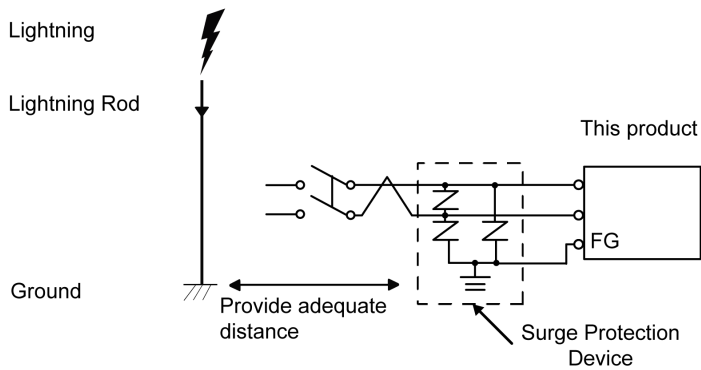 Lightning
Lightning Rod
This product
FG
Ground
Provide adequate
distance
Surge Protection
Device